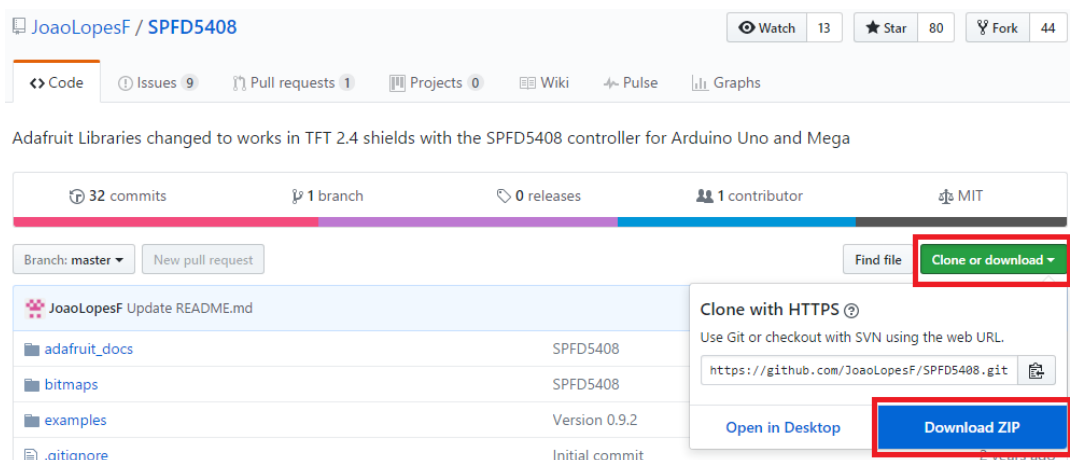 JoaoLopesF / SPFD5408 Watch 13 Star 80 Fork 44
Code Issues 9 Pull requests 1 Projects 0 Wiki Pulse Graphs
Adafruit Libraries changed to works in TFT 2.4 shields with the SPFD5408 controller for Arduino Uno and Mega
32 commits 1 branch 0 releases 1 contributor MIT
Branch: master New pull request Find file Clone or download
JoaoLopesF Update README.md
Clone with HTTPS ?
Use Git or checkout with SVN using the web URL.
adafruit_docs SPFD5408
https://github.com/JoaoLopesF/SPFD5408.git
bitmaps SPFD5408
examples Version 0.9.2
Open in Desktop Download ZIP
.gitignore Initial commit 2 years ago